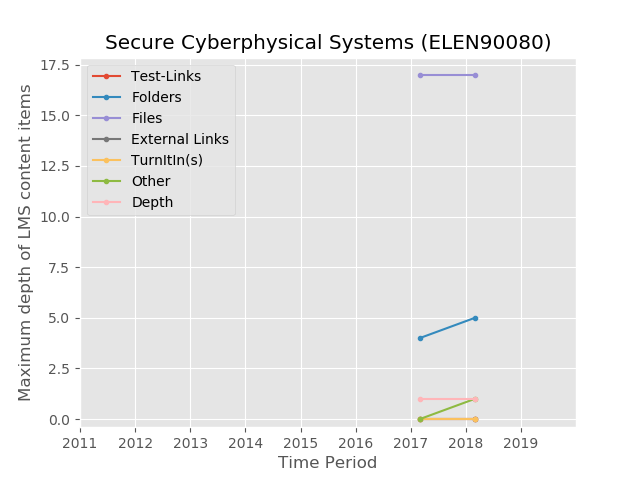 Secure Cyberphysical Systems (ELEN90080)
Maximum depth of LMS content items
17.5
15.0
12.5
10.0
7.5
5.0
2.5
0.0
Test-Links
Folders
Files
External Links
TurnItIn(s)
Other
Depth
2011 2012 2013 2014 2015 2016 2017 2018 2019
Time Period